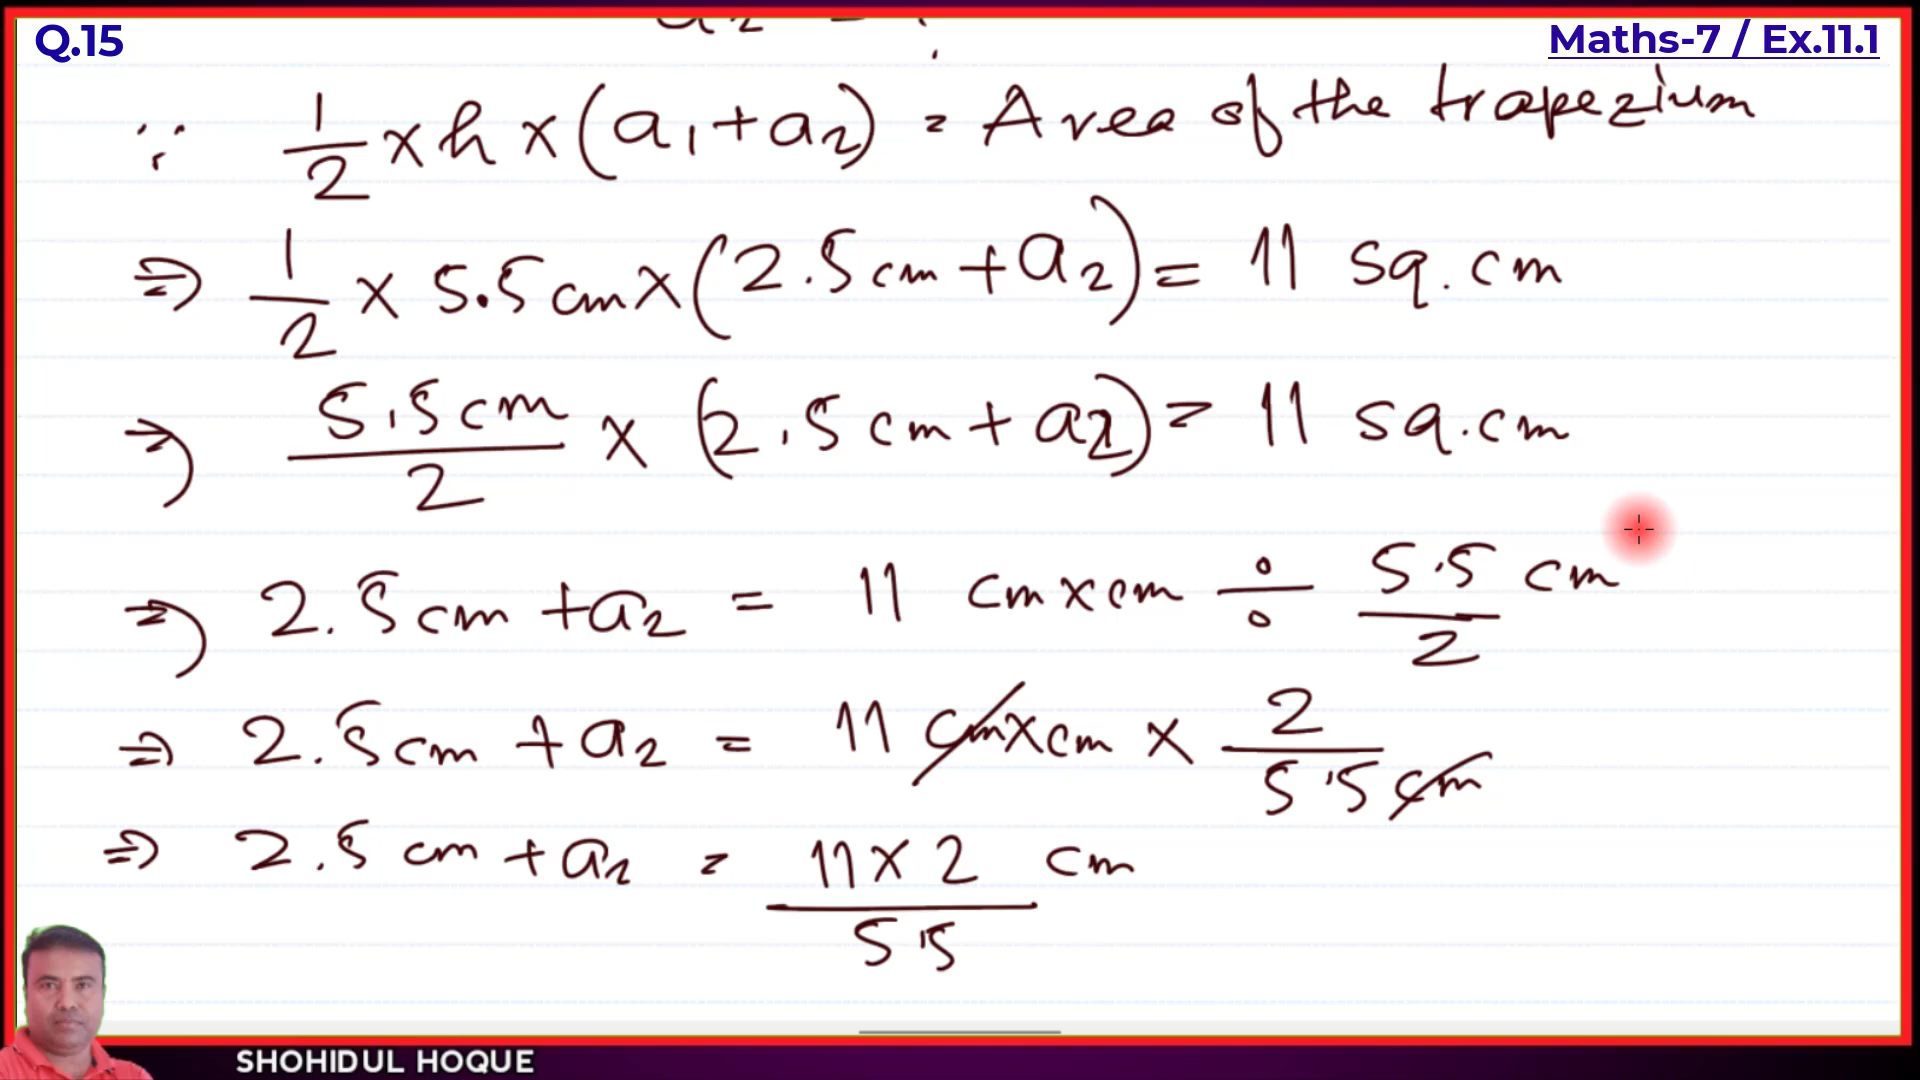 Q.15
Maths-7 / Ex.11.1
a₂ = ?
∵ 1/2 × h × (a₁ + a₂) = Area of the trapezium
⇒ 1/2 × 5.5 cm × (2.5 cm + a₂) = 11 sq. cm
⇒ 5.5 cm/2 × (2.5 cm + a₂) = 11 sq. cm
⇒ 2.5 cm + a₂ = 11 cm × cm ÷ 5.5/2 cm
⇒ 2.5 cm + a₂ = 11 cm × cm × 2/5.5 cm
⇒ 2.5 cm + a₂ = 11 × 2/5.5 cm
SHOHIDUL HOQUE